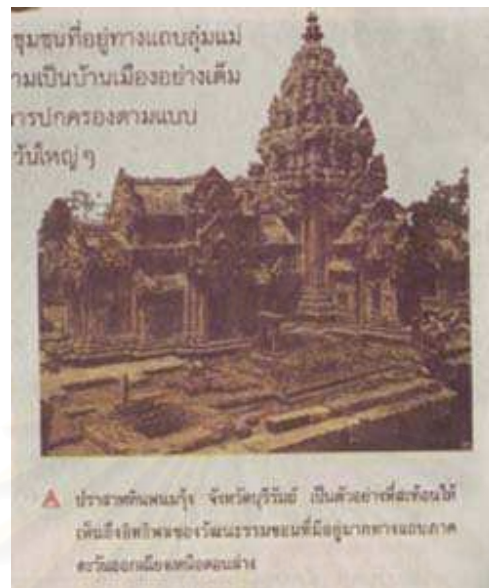 ชุมชนที่อยู่ทางแถบลุ่มแม่
ามเป็นบ้านเมืองอย่างเต็ม
ารปกครองตามแบบ
วันใหญ่ ๆ
ปราสาทหินพนมรุ้ง จังหวัดบุรีรัมย์ เป็นตัวอย่างที่สะท้อนให้
เห็นถึงอิทธิพลของวัฒนธรรมขอมที่มีอยู่มากทางแถบภาค
ตะวันออกเฉียงเหนือตอนล่าง